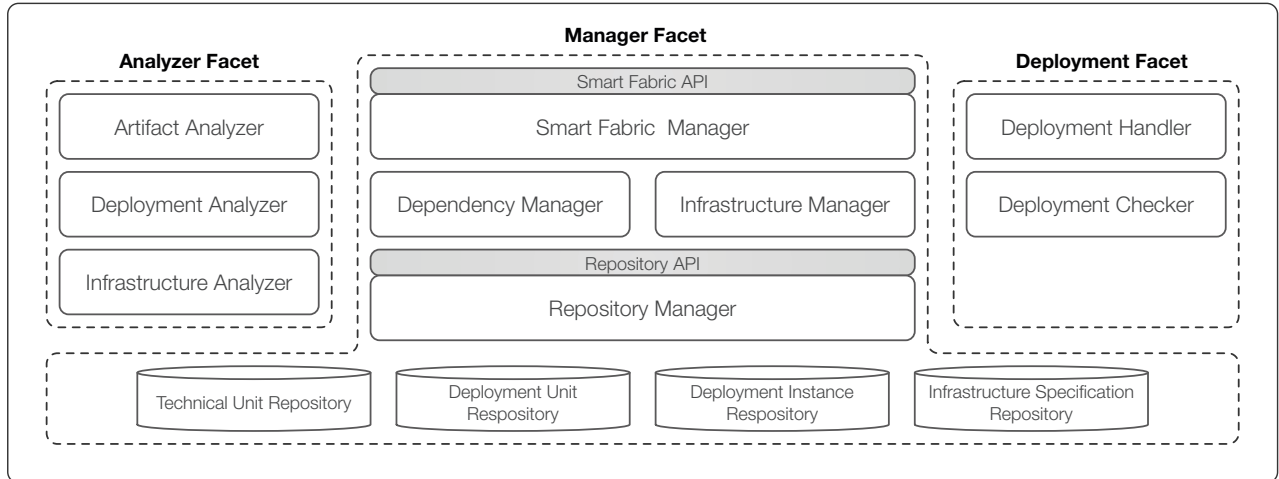 Analyzer Facet
Artifact Analyzer
Deployment Analyzer
Infrastructure Analyzer
Manager Facet
Smart Fabric API
Smart Fabric Manager
Dependency Manager
Infrastructure Manager
Repository API
Repository Manager
Deployment Facet
Deployment Handler
Deployment Checker
Technical Unit Repository
Deployment Unit
Respository
Deployment Instance
Respository
Infrastructure Specification
Repository